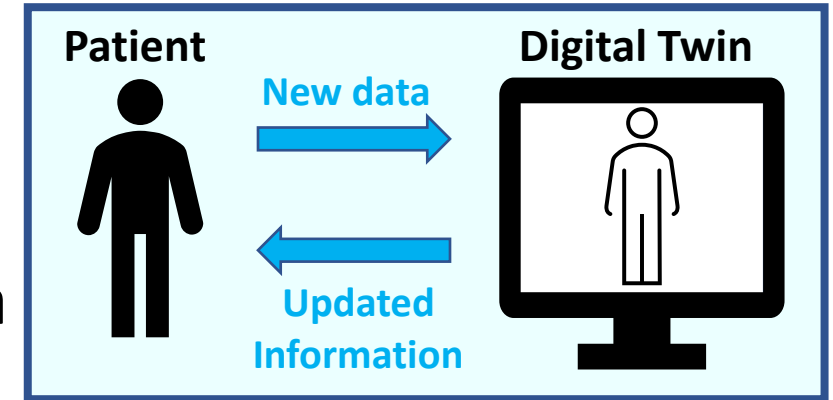 Patient
Digital Twin
New data
Updated
Information